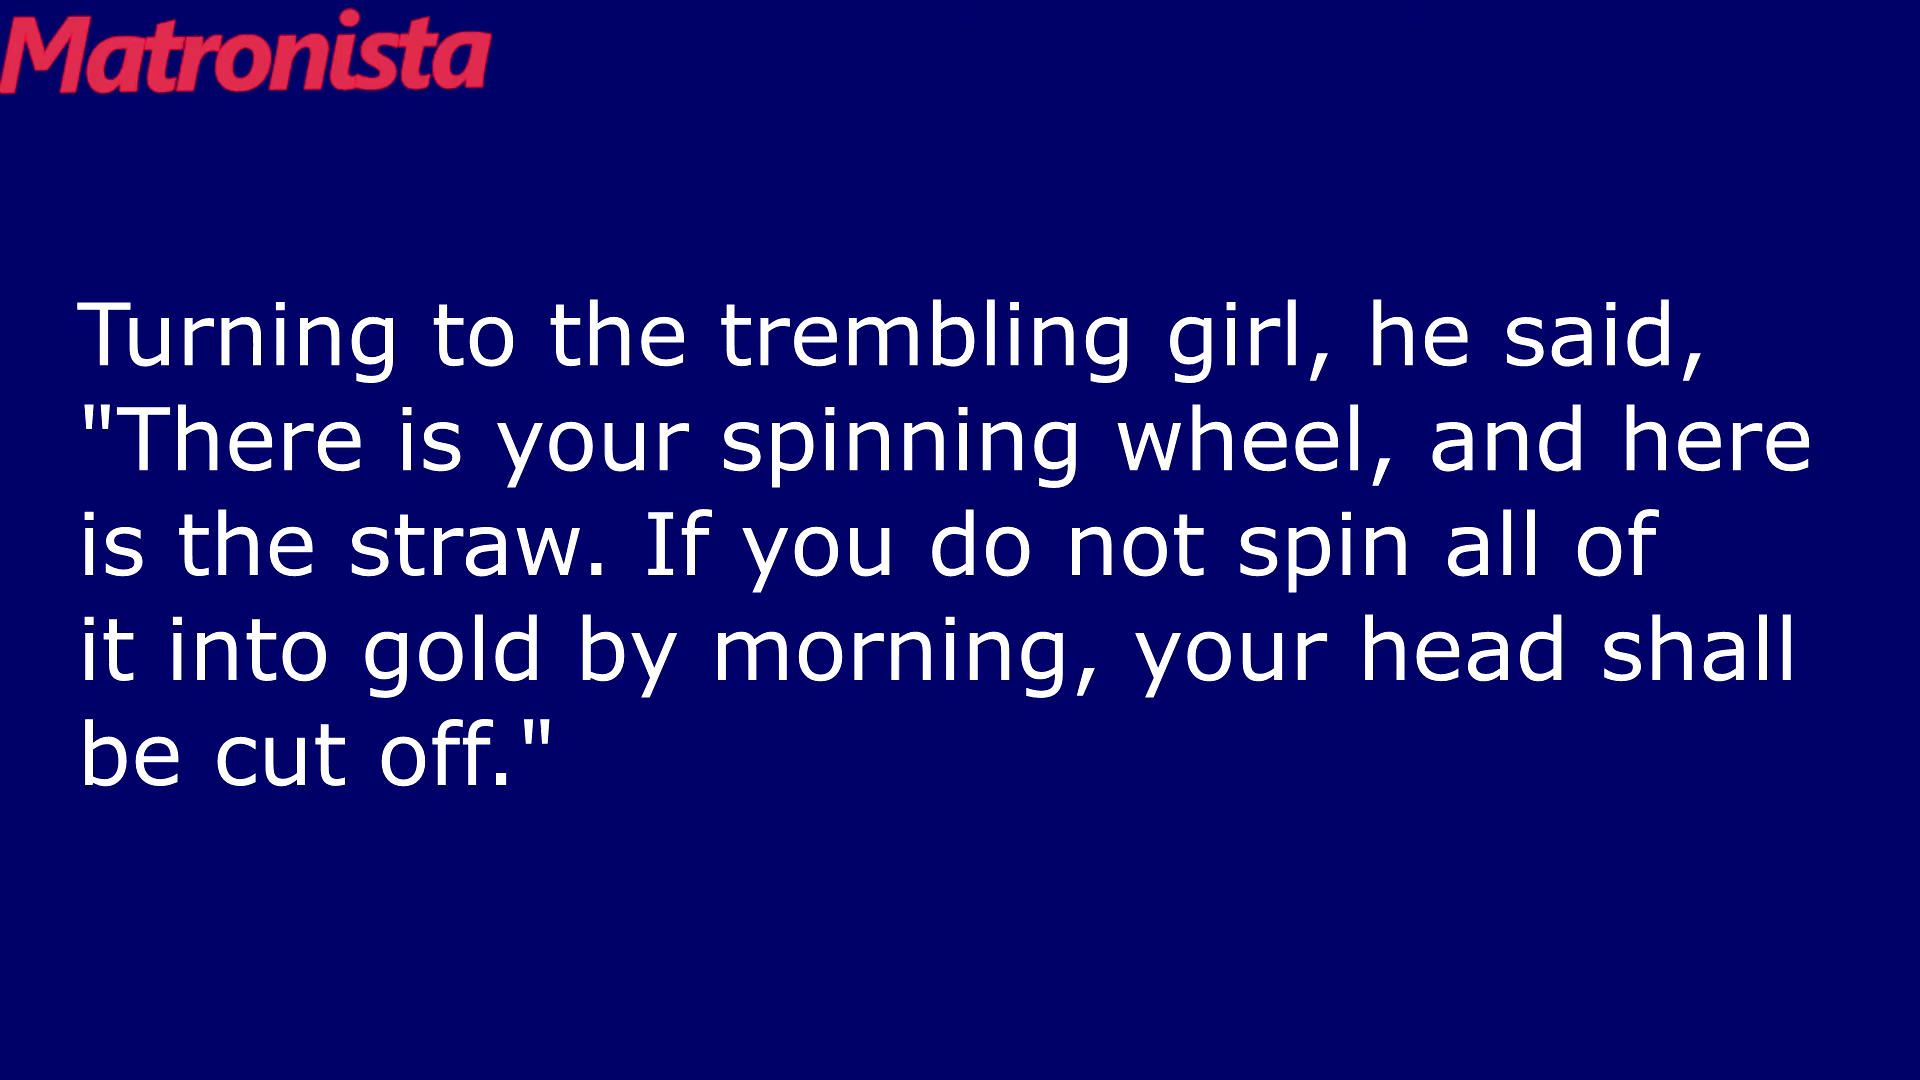 Matronista
Turning to the trembling girl, he said,
"There is your spinning wheel, and here
is the straw. If you do not spin all of
it into gold by morning, your head shall
be cut off."